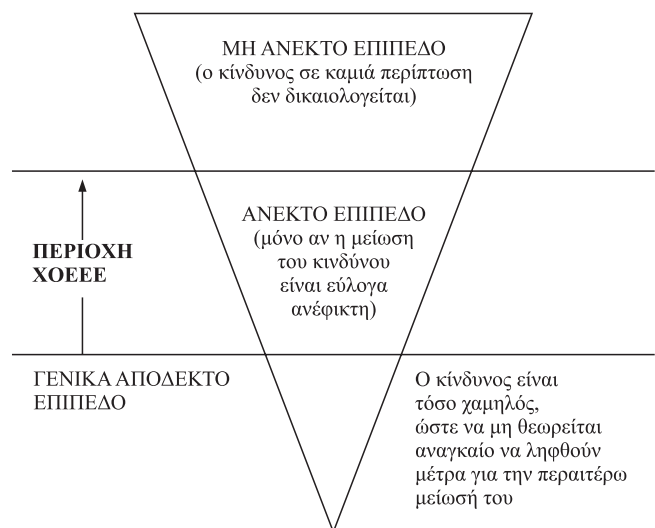 ΜΗ ΑΝΕΚΤΟ ΕΠΙΠΕΔΟ
(ο κίνδυνος σε καμιά περίπτωση
δεν δικαιολογείται)
ΑΝΕΚΤΟ ΕΠΙΠΕΔΟ
(μόνο αν η μείωση
του κινδύνου
είναι εύλογα
ανέφικτη)
ΠΕΡΙΟΧΗ
ΧΟΕΕΕ
ΓΕΝΙΚΑ ΑΠΟΔΕΚΤΟ
ΕΠΙΠΕΔΟ
Ο κίνδυνος είναι
τόσο χαμηλός,
ώστε να μη θεωρείται
αναγκαίο να ληφθούν
μέτρα για την περαιτέρω
μείωσή του